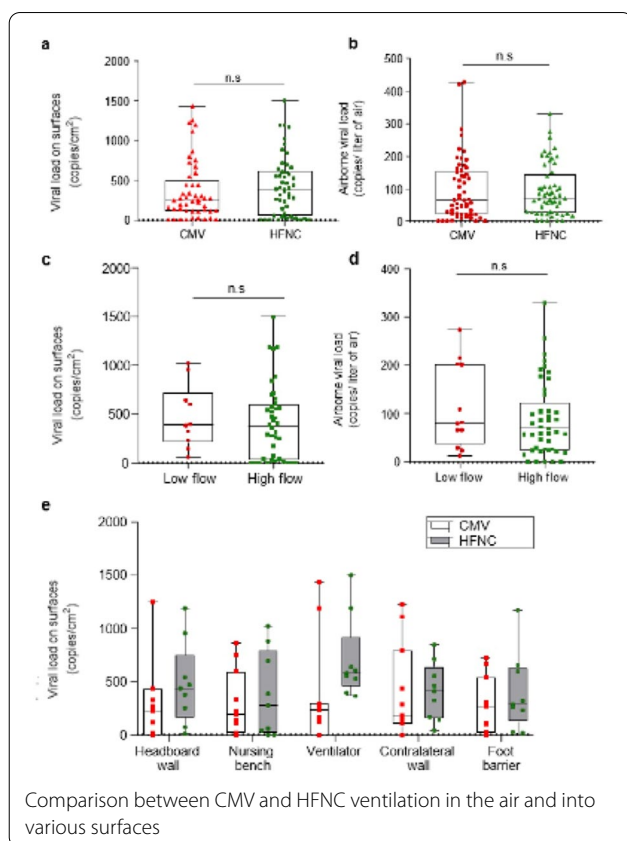 a
n.s
Viral load on surfaces
(copies/cm²)
2000
1500
1000
500
0
CMV
HFNC
b
n.s
Airborne viral load
(copies/ liter of air)
500
400
300
200
100
0
CMV
HFNC
c
n.s
Viral load on surfaces
(copies/cm²)
2000
1500
1000
500
0
Low flow
High flow
d
n.s
Airborne viral load
(copies/ liter of air)
400
300
200
100
0
Low flow
High flow
e
CMV
HFNC
Viral load on surfaces
(copies/cm²)
2000
1500
1000
500
0
Headboard
wall
Nursing
bench
Ventilator
Contralateral
wall
Foot
barrier
Comparison between CMV and HFNC ventilation in the air and into
various surfaces